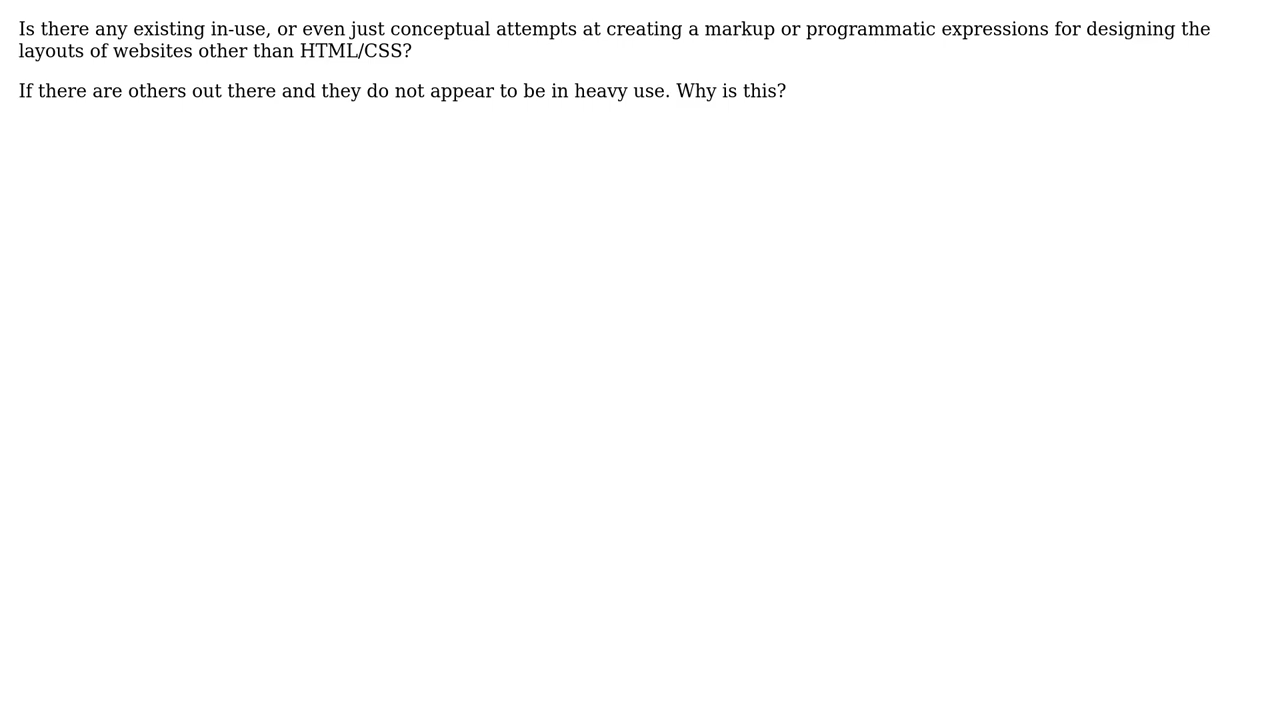 Is there any existing in-use, or even just conceptual attempts at creating a markup or programmatic expressions for designing the
layouts of websites other than HTML/CSS?
If there are others out there and they do not appear to be in heavy use. Why is this?